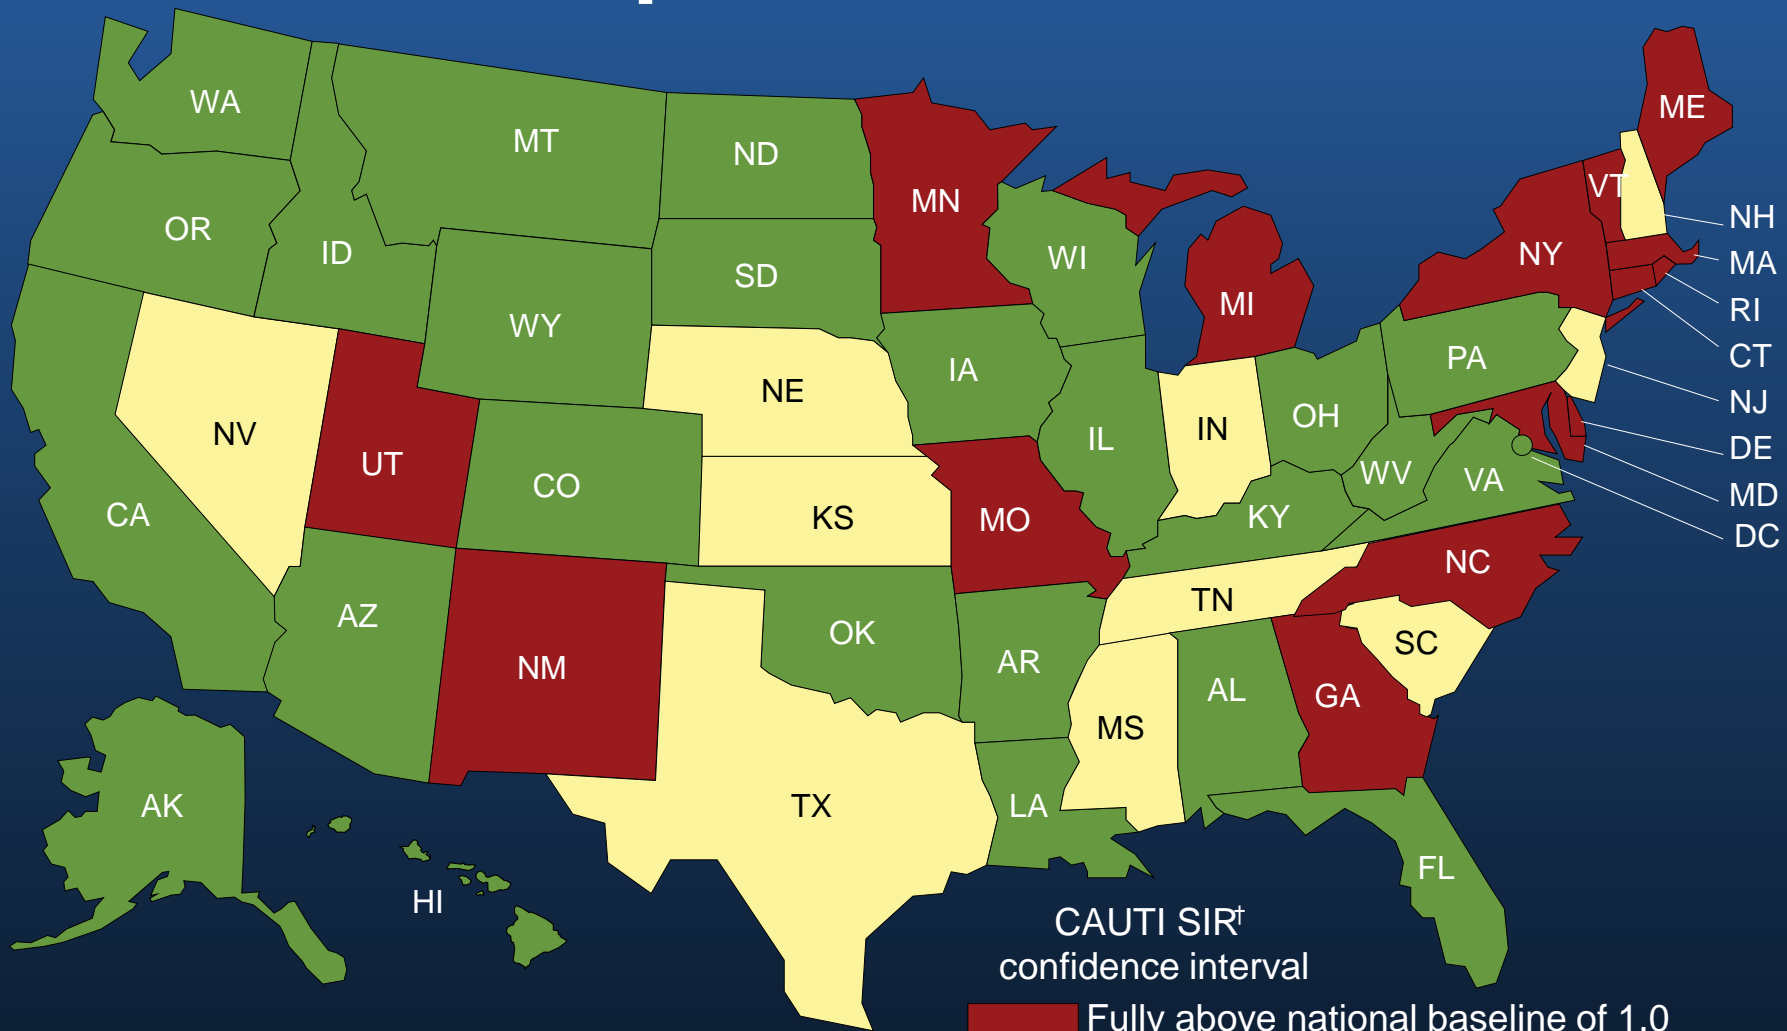 WA
MT
ND
MN
ME
VT
OR
ID
SD
WI
NY
NH
MA
WY
MI
RI
CT
IA
PA
NE
NJ
NV
UT
CO
IL
IN
OH
WV
VA
DE
MD
DC
CA
KS
MO
KY
NC
AZ
NM
OK
AR
TN
SC
MS
AL
GA
AK
TX
LA
FL
HI
CAUTI SIR†
confidence interval
Fully above national baseline of 1.0